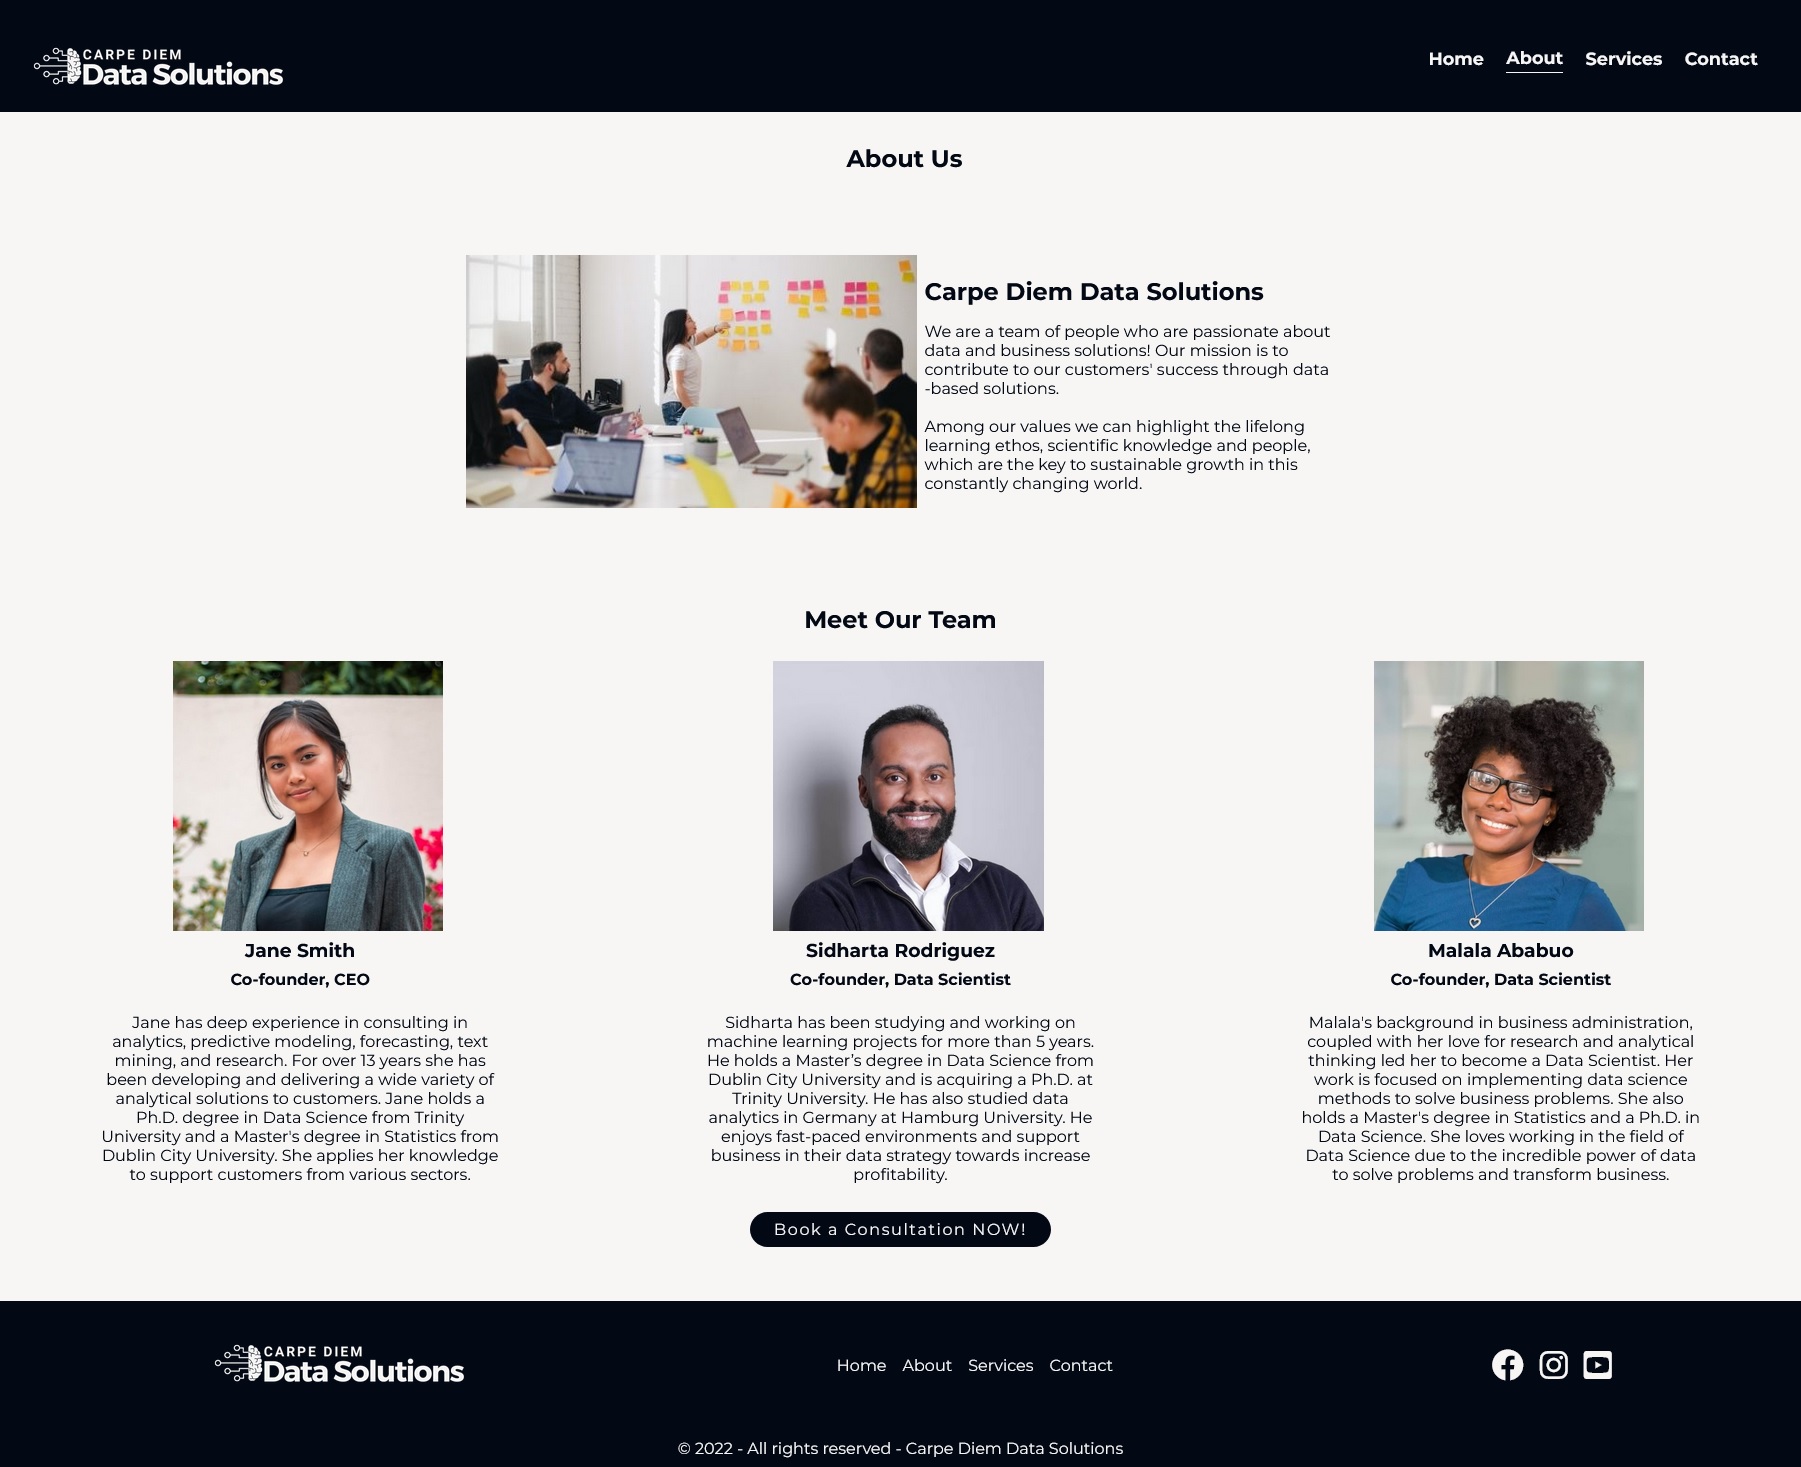 CARPE DIEM
Data Solutions
Home About Services Contact
About Us
Carpe Diem Data Solutions
We are a team of people who are passionate about
data and business solutions! Our mission is to
contribute to our customers' success through data
-based solutions.
Among our values we can highlight the lifelong
learning ethos, scientific knowledge and people,
which are the key to sustainable growth in this
constantly changing world.
Meet Our Team
Jane Smith
Co-founder, CEO
Jane has deep experience in consulting in
analytics, predictive modeling, forecasting, text
mining, and research. For over 13 years she has
been developing and delivering a wide variety of
analytical solutions to customers. Jane holds a
Ph.D. degree in Data Science from Trinity
University and a Master's degree in Statistics from
Dublin City University. She applies her knowledge
to support customers from various sectors.
Sidharta Rodriguez
Co-founder, Data Scientist
Sidharta has been studying and working on
machine learning projects for more than 5 years.
He holds a Master’s degree in Data Science from
Dublin City University and is acquiring a Ph.D. at
Trinity University. He has also studied data
analytics in Germany at Hamburg University. He
enjoys fast-paced environments and support
business in their data strategy towards increase
profitability.
Malala Ababuo
Co-founder, Data Scientist
Malala's background in business administration,
coupled with her love for research and analytical
thinking led her to become a Data Scientist. Her
work is focused on implementing data science
methods to solve business problems. She also
holds a Master's degree in Statistics and a Ph.D. in
Data Science. She loves working in the field of
Data Science due to the incredible power of data
to solve problems and transform business.
Book a Consultation NOW!
CARPE DIEM
Data Solutions
Home About Services Contact
© 2022 - All rights reserved - Carpe Diem Data Solutions